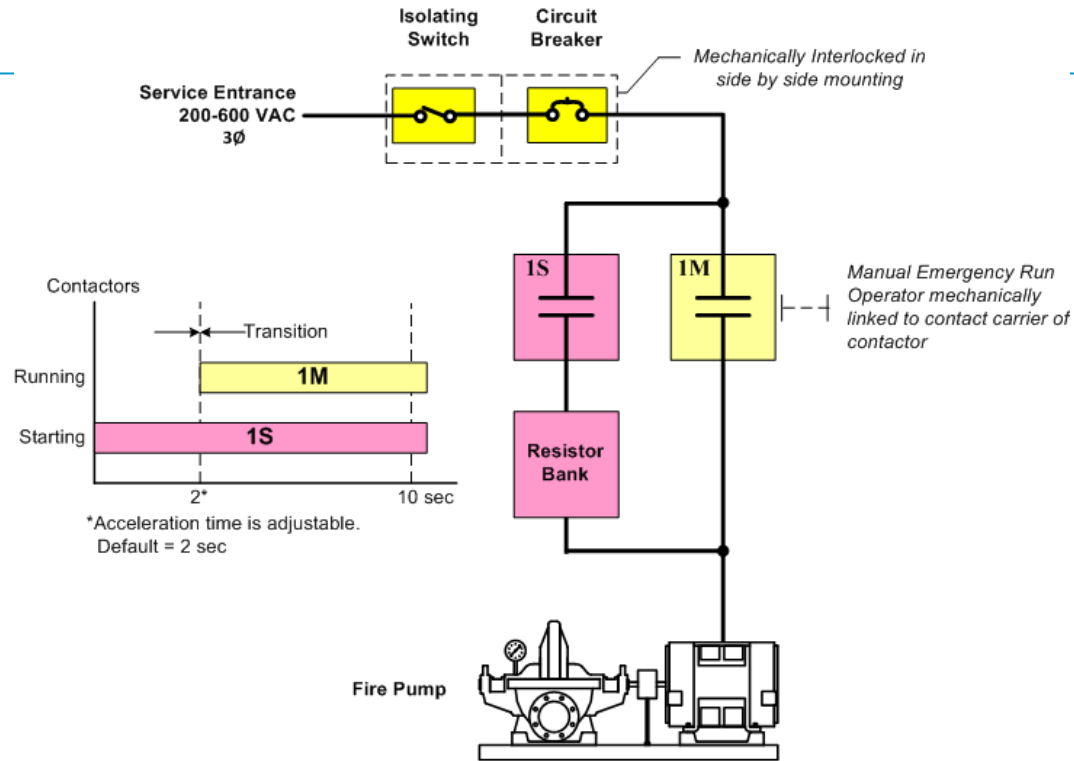 Isolating
Switch
Circuit
Breaker
Mechanically Interlocked in
side by side mounting
Service Entrance
200-600 VAC
3Ø
1S
1M
Manual Emergency Run
Operator mechanically
linked to contact carrier of
contactor
Contactors
Transition
Running
1M
Starting
1S
2*
10 sec
*Acceleration time is adjustable.
Default = 2 sec
Resistor
Bank
Fire Pump